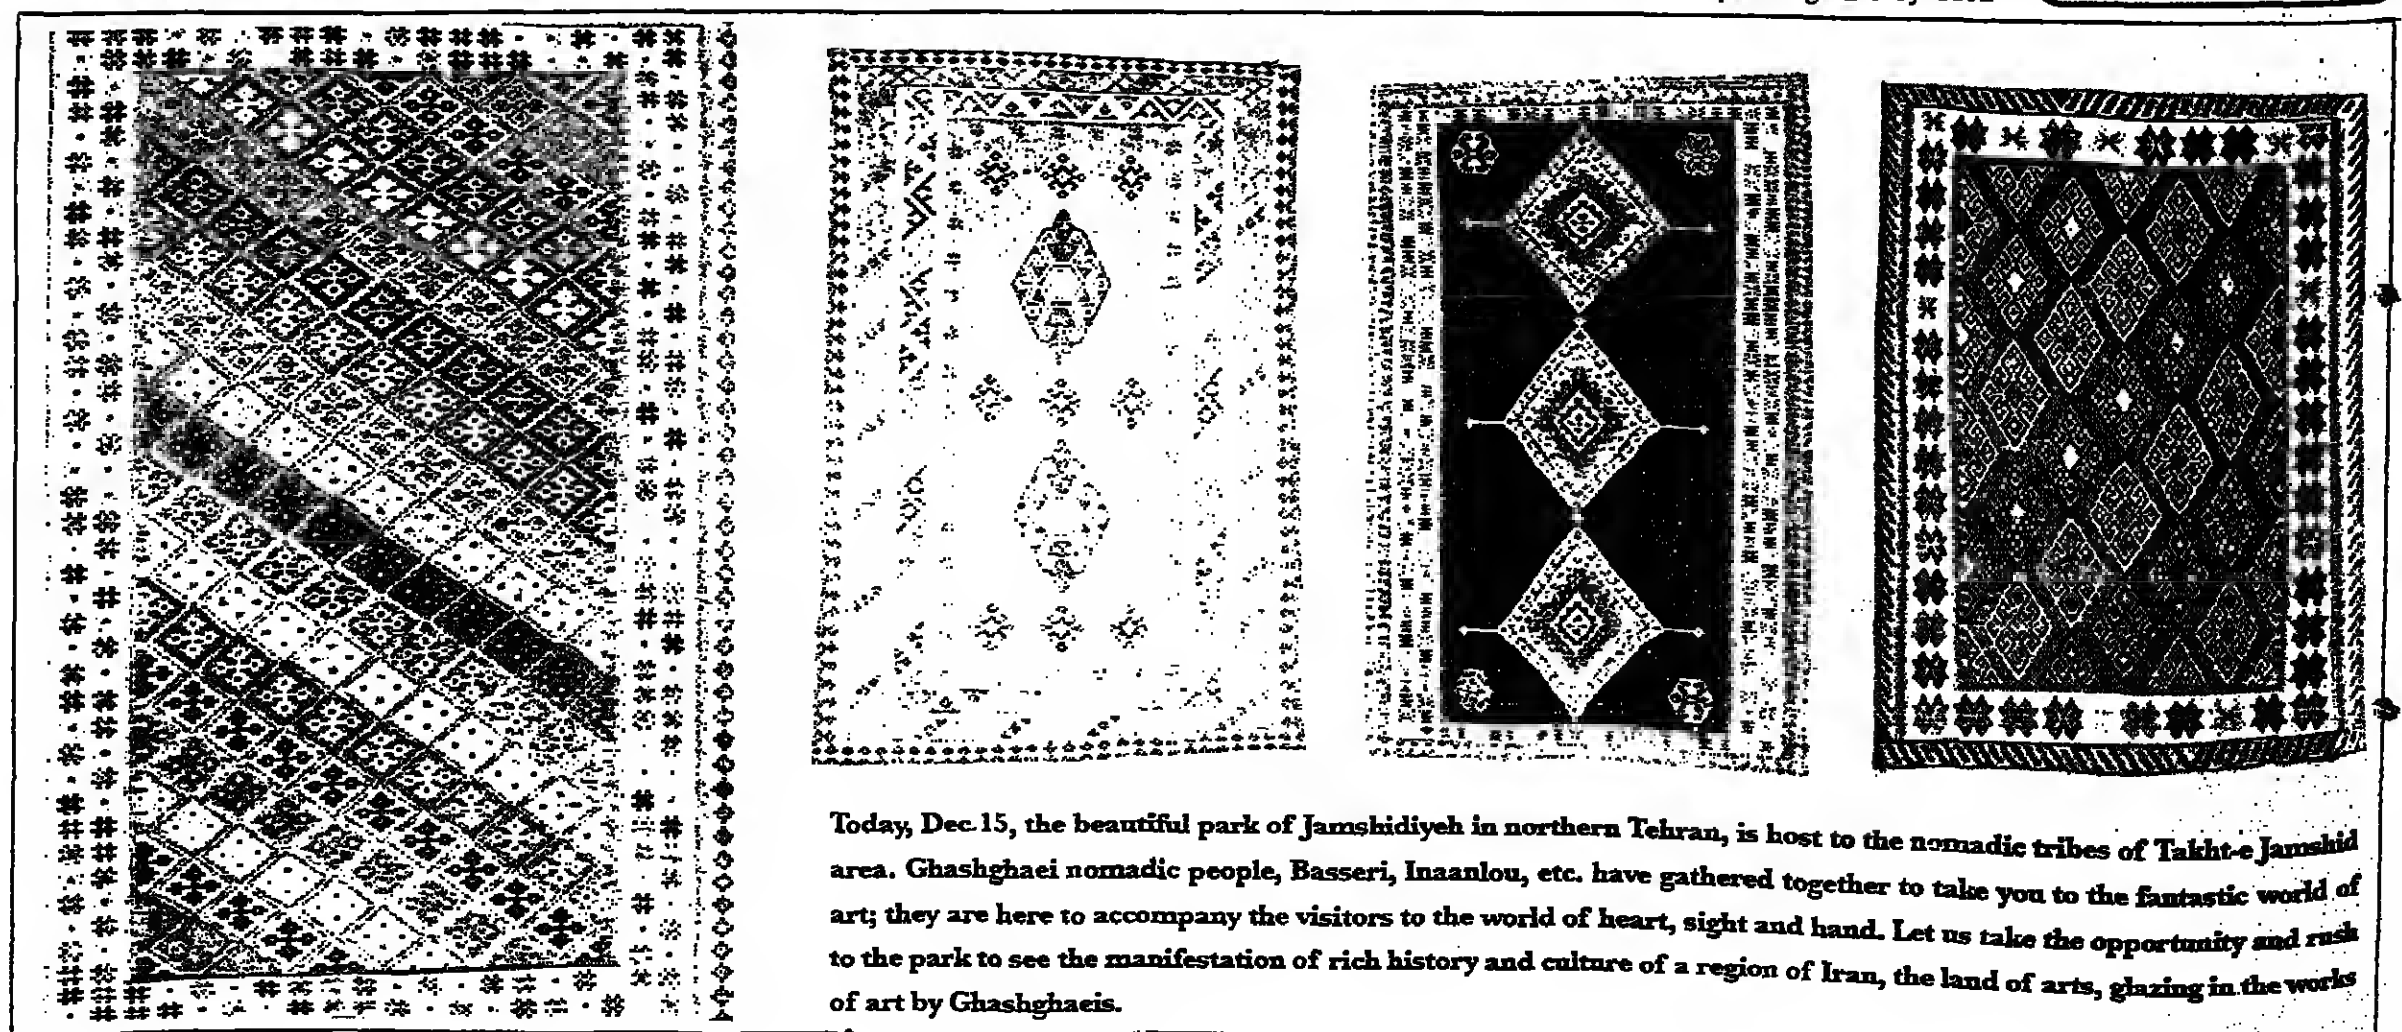 Today, Dec.15, the beautiful park of Jamshidiyeh in northern Tehran, is host to the nomadic tribes of Takht-e Jamshid
area. Ghashghaei nomadic people, Basseri, Inaanlou, etc. have gathered together to take you to the fantastic world of
art; they are here to accompany the visitors to the world of heart, sight and hand. Let us take the opportunity and rush
to the park to see the manifestation of rich history and culture of a region of Iran, the land of arts, glazing in the works
of art by Ghashghaeis.